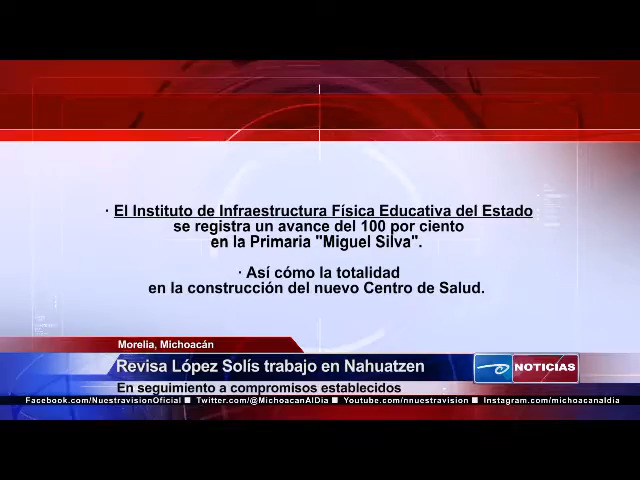 · El Instituto de Infraestructura Física Educativa del Estado
se registra un avance del 100 por ciento
en la Primaria "Miguel Silva".
· Así cómo la totalidad
en la construcción del nuevo Centro de Salud.
Morelia, Michoacán
Revisa López Solís trabajo en Nahuatzen
NOTICÍAS
En seguimiento a compromisos establecidos
Facebook.com/NuestravisionOficial ■ Twitter.com/@MichoacanAlDia ■ Youtube.com/nnuestravision ■ Instagram.com/michoacanaldia